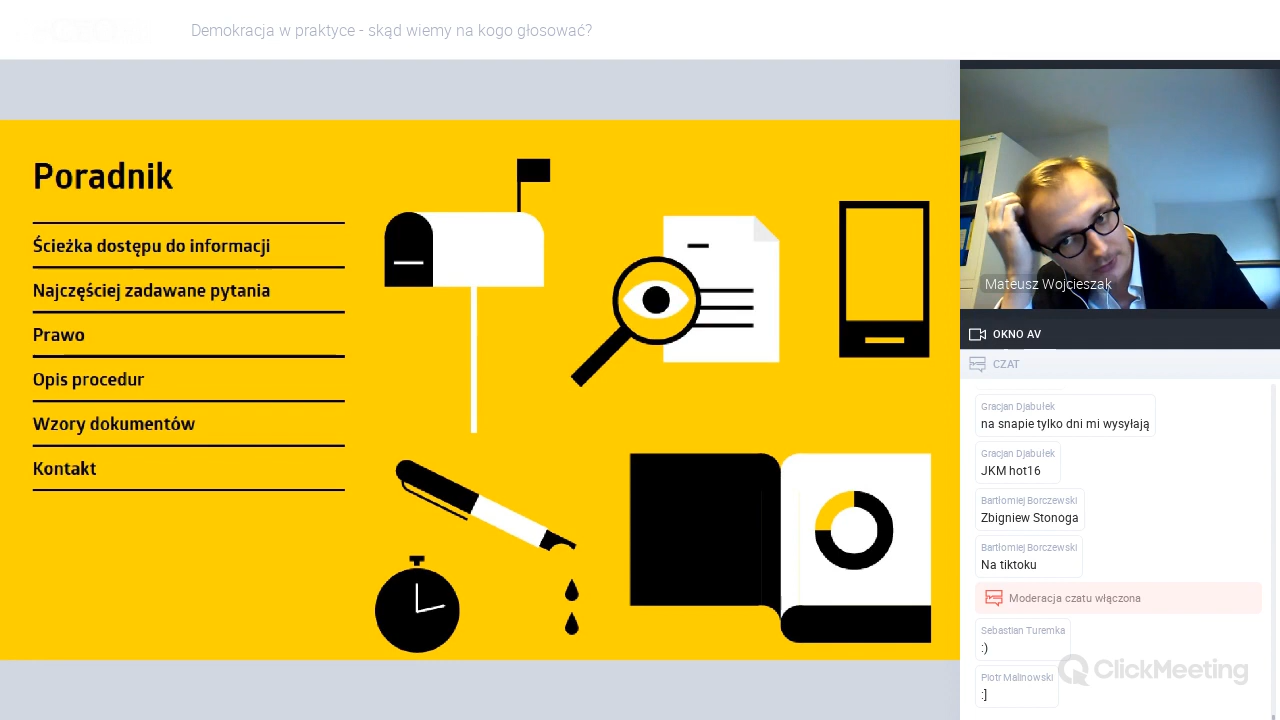 Demokracja w praktyce - skąd wiemy na kogo głosować?
Poradnik
Ścieżka dostępu do informacji
Najczęściej zadawane pytania
Prawo
Opis procedur
Wzory dokumentów
Kontakt
Mateusz Wojcieszak
OKNO AV
CZAT
Gracjan Djabułek
na snapie tylko dni mi wysyłają
Gracjan Djabułek
JKM hot16
Bartłomiej Borczewski
Zbigniew Stonoga
Bartłomiej Borczewski
Na tiktoku
Moderacja czatu włączona
Sebastian Turemka
:)
Piotr Malinowski
:]
ClickMeeting